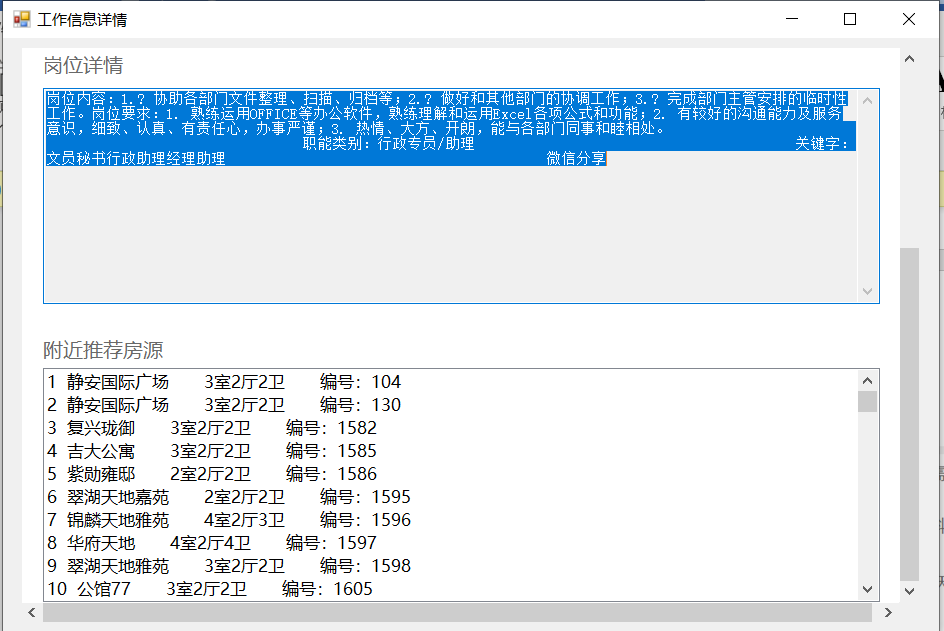 工作信息详情
岗位详情
岗位内容：1.? 协助各部门文件整理、扫描、归档等；2.? 做好和其他部门的协调工作；3.? 完成部门主管安排的临时性
工作。岗位要求：1. 熟练运用OFFICE等办公软件，熟练理解和运用Excel各项公式和功能；2. 有较好的沟通能力及服务
意识，细致、认真、有责任心，办事严谨；3. 热情、大方、开朗，能与各部门同事和睦相处。
职能类别：行政专员/助理 关键字：
文员秘书行政助理经理助理 微信分享
附近推荐房源
1 静安国际广场 3室2厅2卫 编号：104
2 静安国际广场 3室2厅2卫 编号：130
3 复兴珑御 3室2厅2卫 编号：1582
4 吉大公寓 3室2厅2卫 编号：1585
5 紫勋雍邸 2室2厅2卫 编号：1586
6 翠湖天地嘉苑 2室2厅2卫 编号：1595
7 锦麟天地雅苑 4室2厅3卫 编号：1596
8 华府天地 4室2厅4卫 编号：1597
9 翠湖天地雅苑 3室2厅2卫 编号：1598
10 公馆77 3室2厅2卫 编号：1605